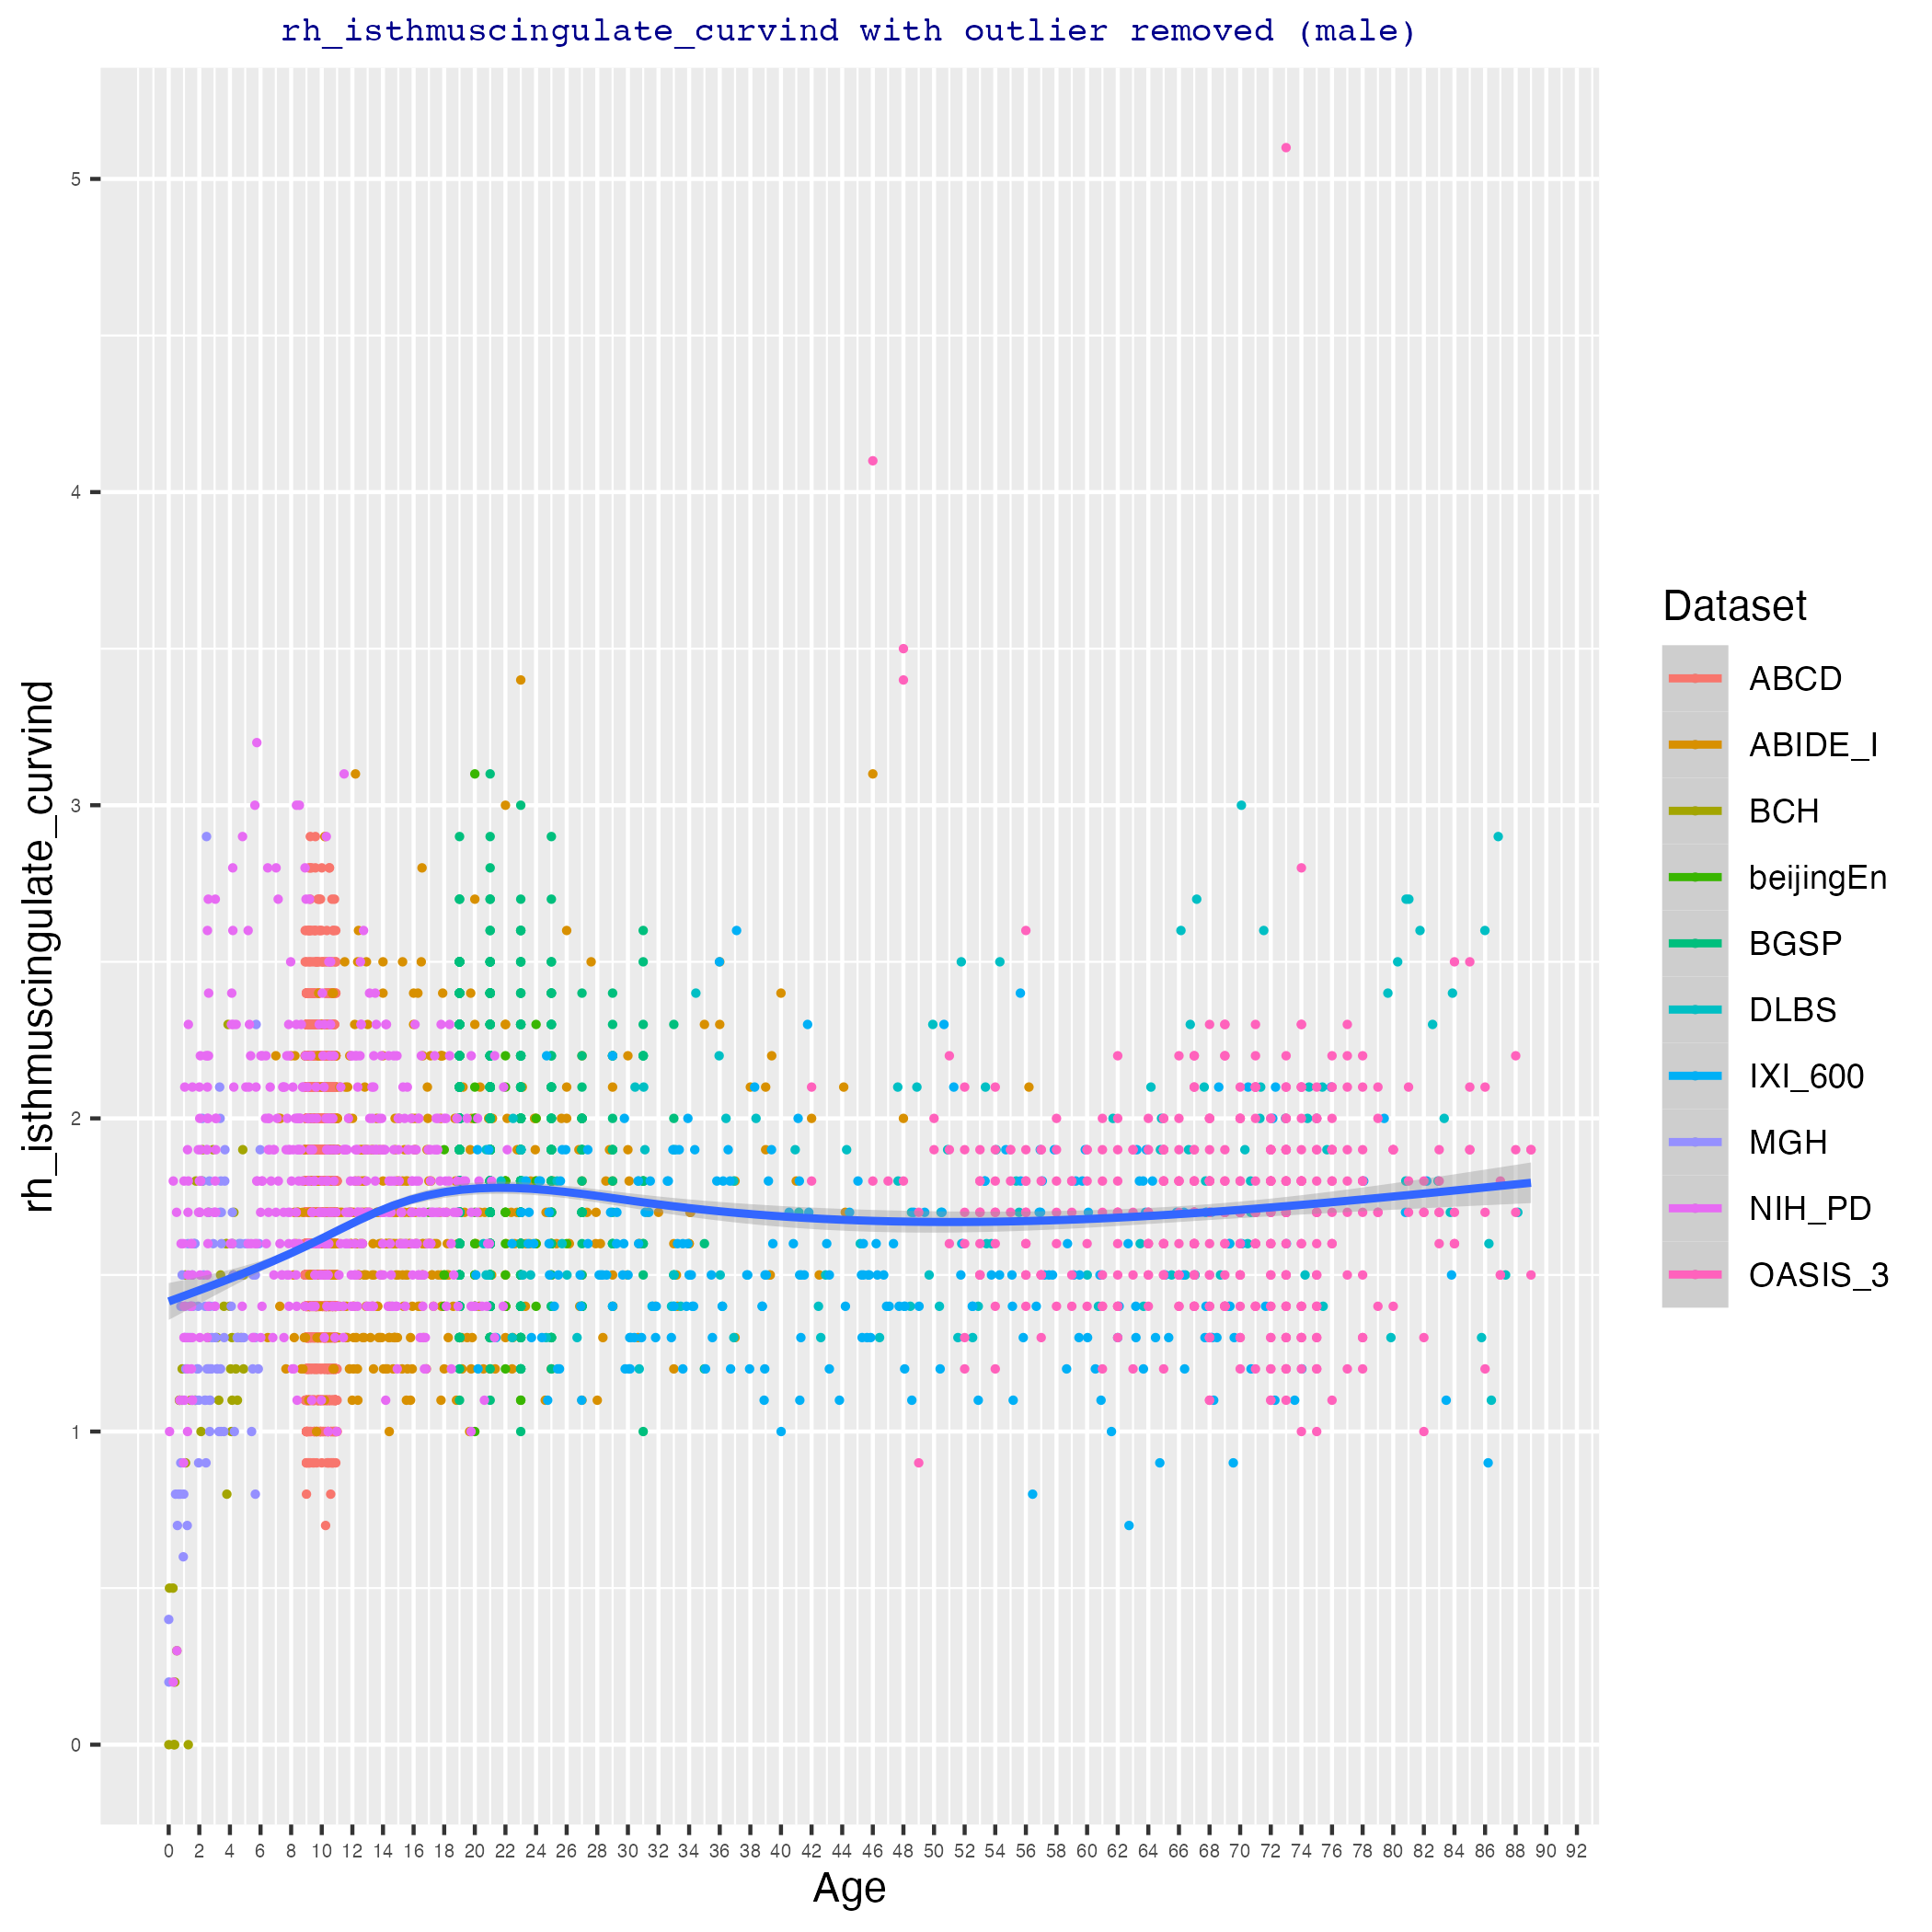 rh_isthmuscingulate_curvind with outlier removed (male)
rh_isthmuscingulate_curvind
5
4
3
2
1
0
0 2 4 6 8 10 12 14 16 18 20 22 24 26 28 30 32 34 36 38 40 42 44 46 48 50 52 54 56 58 60 62 64 66 68 70 72 74 76 78 80 82 84 86 88 90 92
Age
Dataset
ABCD
ABIDE_I
BCH
beijingEn
BGSP
DLBS
IXI_600
MGH
NIH_PD
OASIS_3